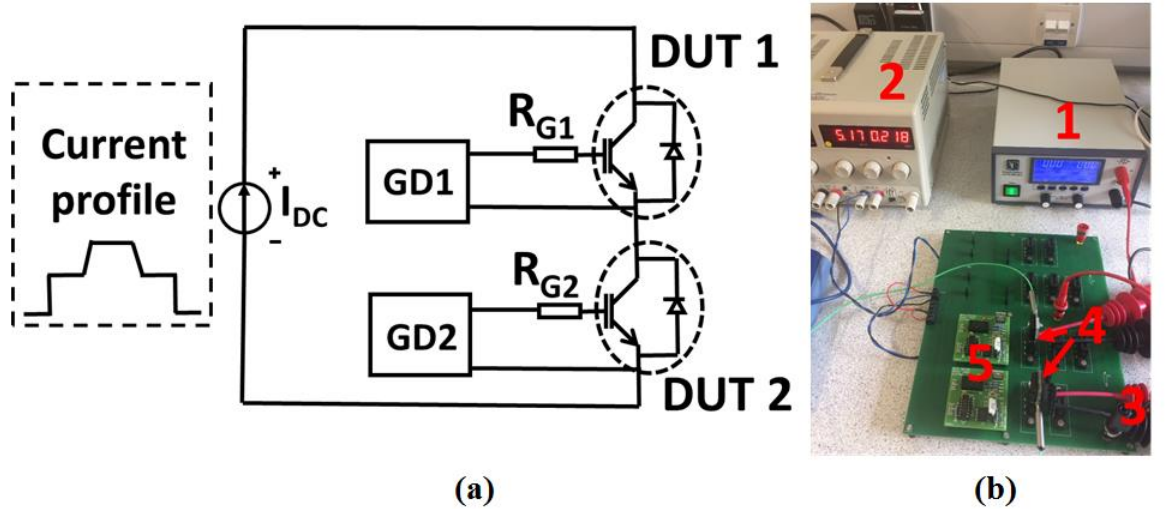 DUT 1
R_G1
GD1
Current
profile
+
I_DC
−
R_G2
GD2
DUT 2
(a)
2
1
5.17 0.218
4
5
3
(b)